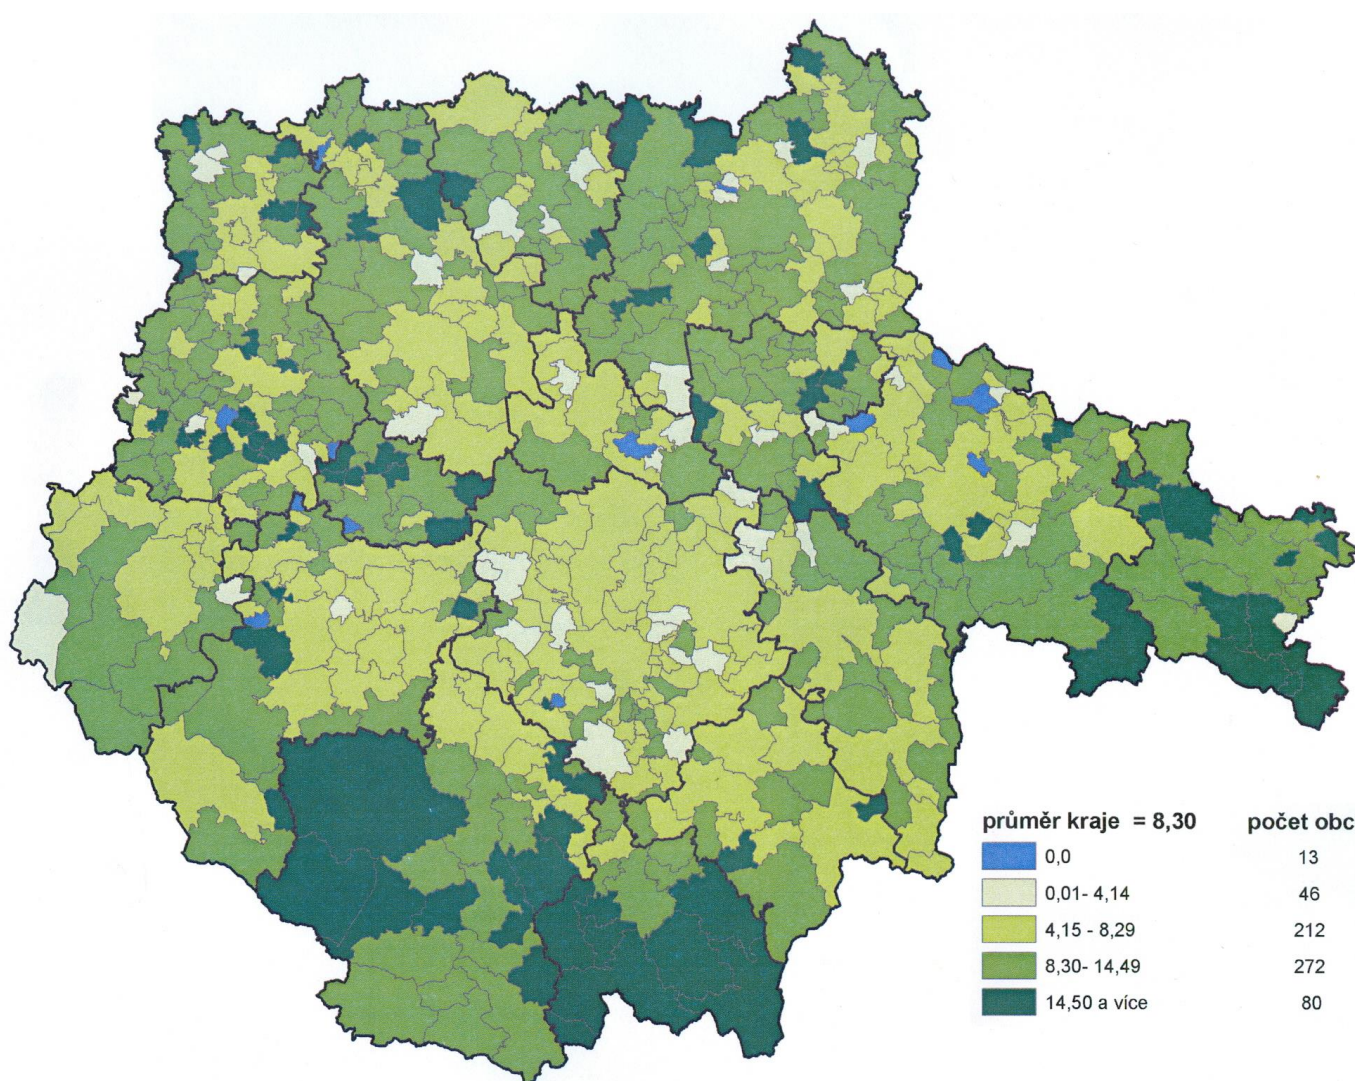 průměr kraje = 8,30 počet obc
0,0 13
0,01- 4,14 46
4,15 - 8,29 212
8,30- 14,49 272
14,50 a více 80